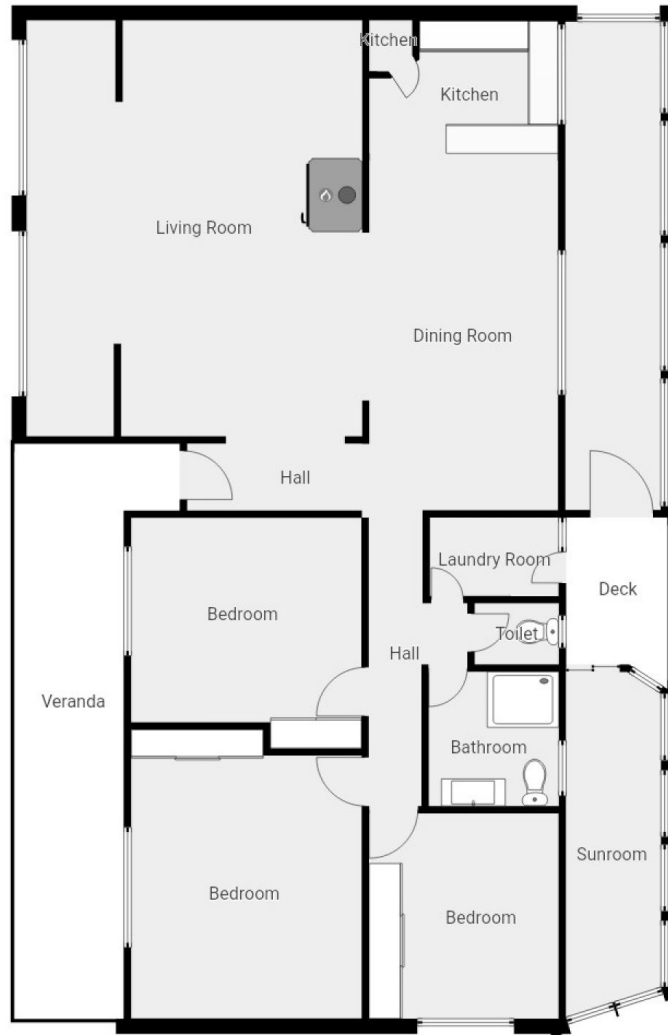 Kitchen
Kitchen
Living Room
Dining Room
Hall
Laundry Room
Deck
Bedroom
Toilet
Hall
Veranda
Bathroom
Sunroom
Bedroom
Bedroom